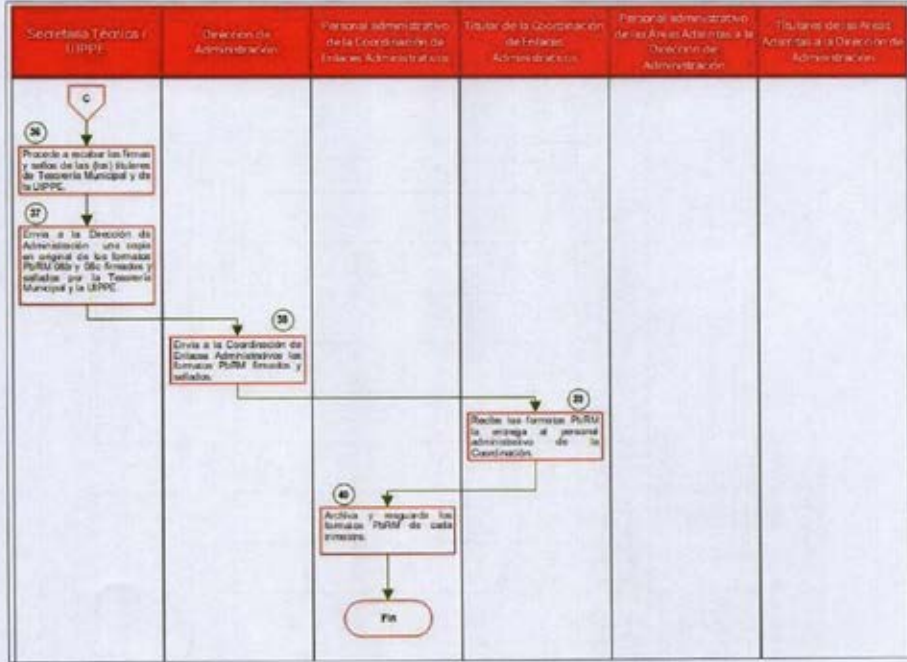 Secretaría Técnica /
UIPPE
Dirección de
Administración
Personal administrativo
de la Coordinación de
Enlaces Administrativos
Titular de la Coordinación
de Enlaces
Administrativos
Personal administrativo
de las Áreas Adscritas a la
Dirección de
Administración
Titulares de las Áreas
Adscritas a la Dirección de
Administración
C
36
Procede a recabar las firmas
y sellos de las (los) titulares
de Tesorería Municipal y de
la UIPPE.
37
Envía a la Dirección de
Administración una copia
en original de los formatos
PbRM 08b y 08c firmados y
sellados por la Tesorería
Municipal y la UIPPE.
38
Envía a la Coordinación de
Enlaces Administrativos los
formatos PbRM firmados y
sellados.
39
Recibe los formatos PbRM
la entrega al personal
administrativo de la
Coordinación.
40
Archiva y resguarda los
formatos PbRM de cada
trimestre.
Fin